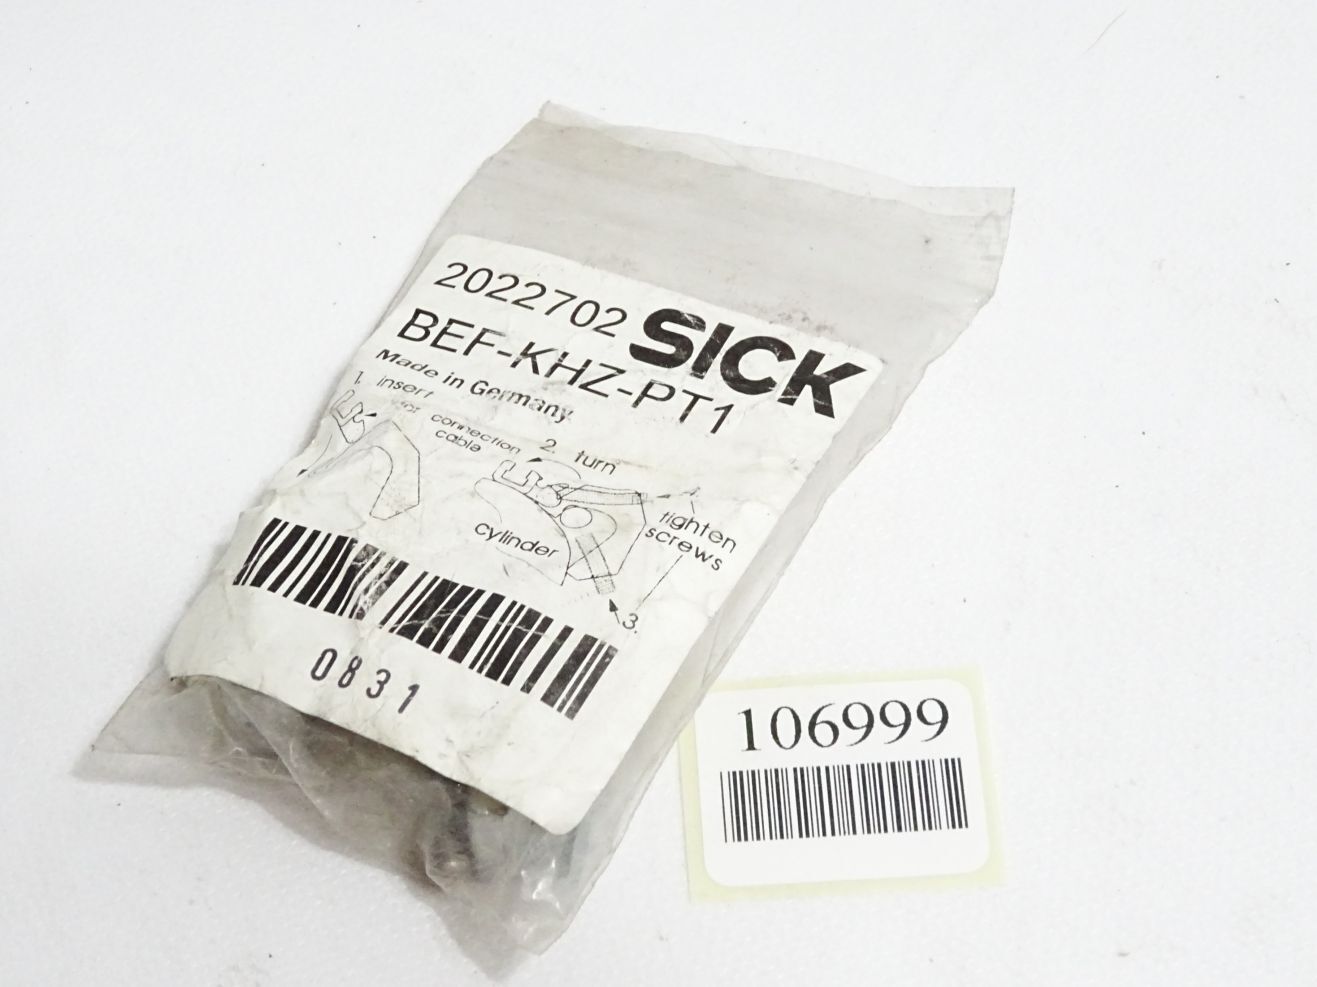 2022702 SICK
BEF-KHZ-PT1
Made in Germany
1. insert
connection
cable
2. turn
tighten
screws
cylinder
3.
0831
106999